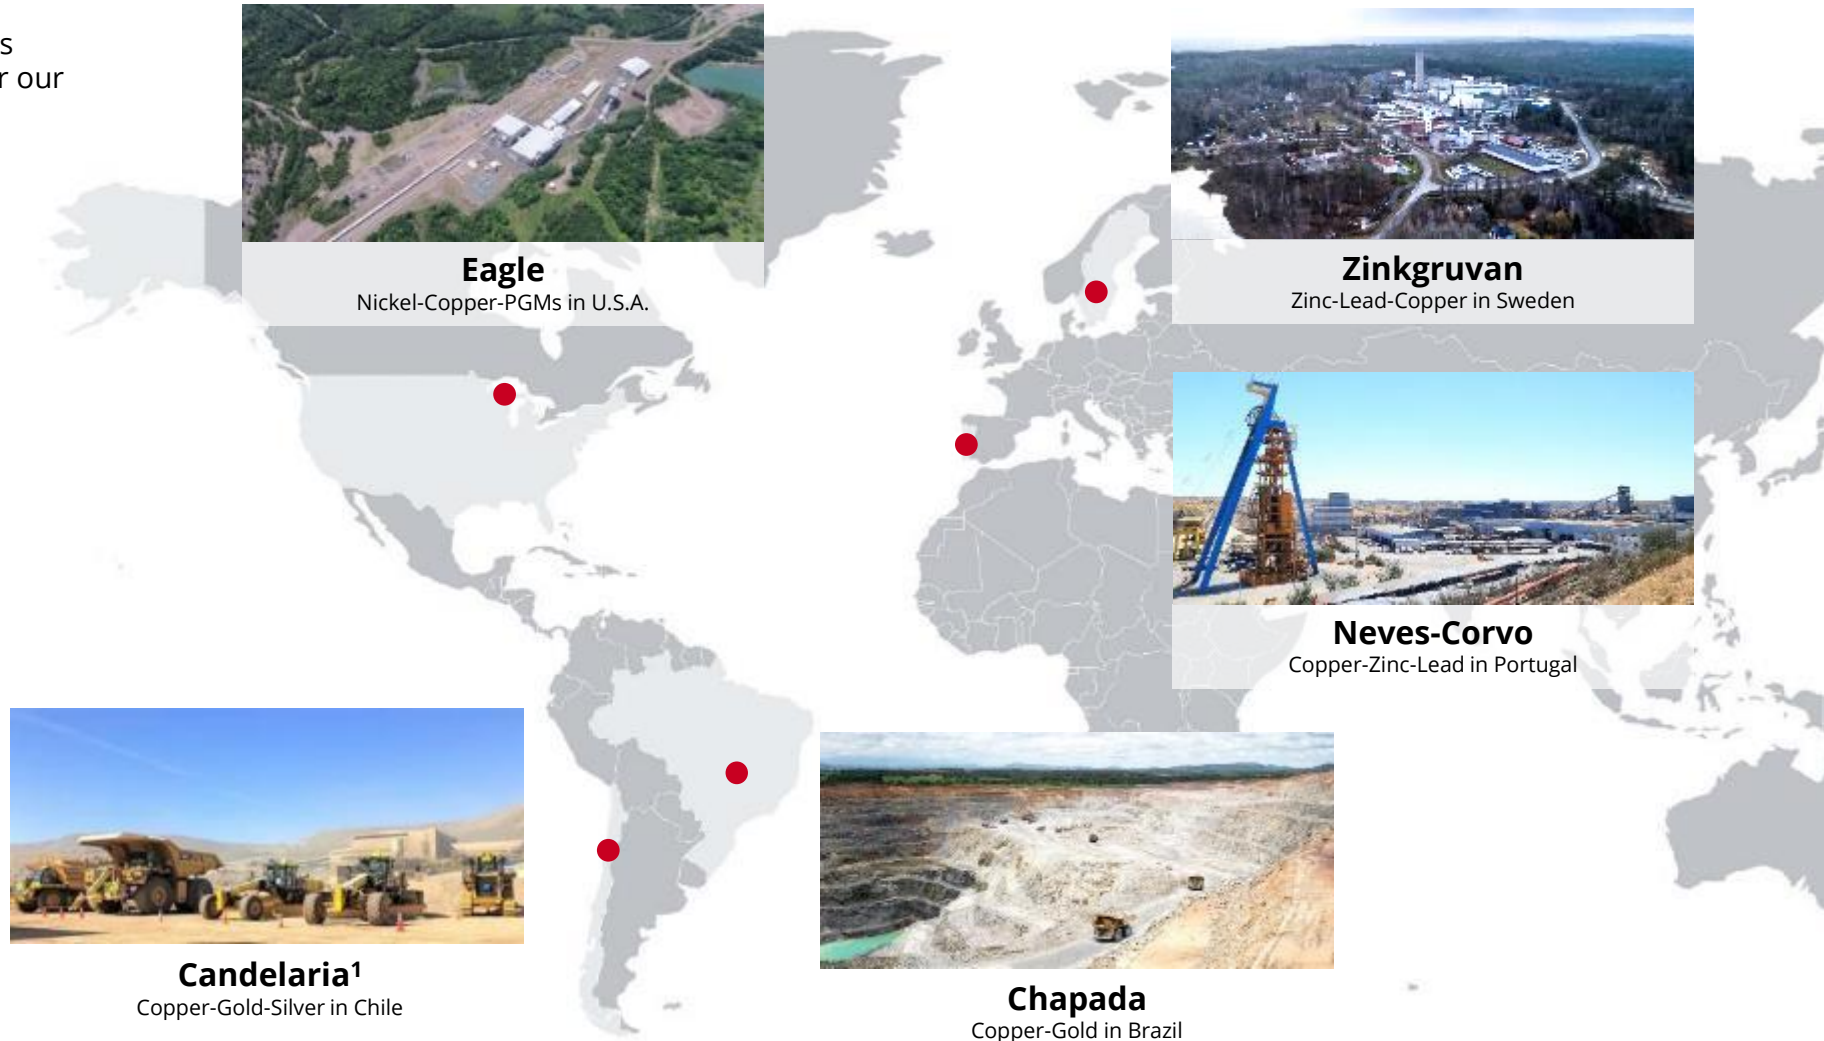 s
r our
Eagle
Nickel-Copper-PGMs in U.S.A.
Zinkgruvan
Zinc-Lead-Copper in Sweden
Neves-Corvo
Copper-Zinc-Lead in Portugal
Candelaria¹
Copper-Gold-Silver in Chile
Chapada
Copper-Gold in Brazil